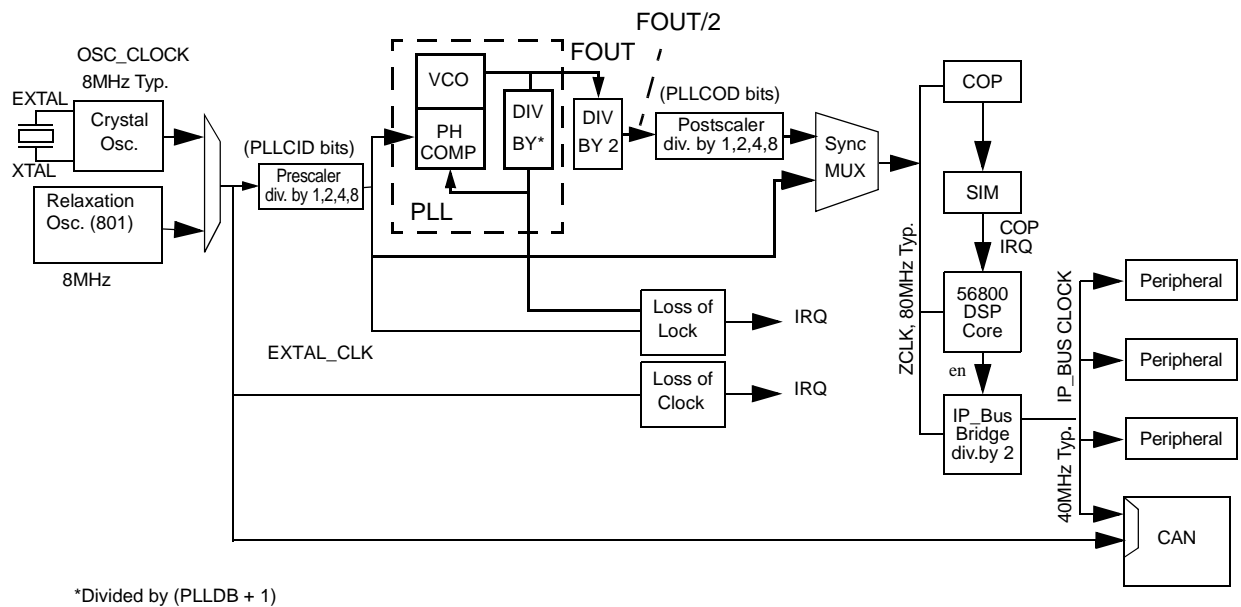 FOUT/2
OSC_CLOCK
8MHz Typ.
FOUT
EXTAL
XTAL
Crystal
Osc.
Relaxation
Osc. (801)
8MHz
(PLLCID bits)
Prescaler
div. by 1,2,4,8
VCO
PH
COMP
DIV
BY*
PLL
DIV
BY 2
(PLLCOD bits)
Postscaler
div. by 1,2,4,8
Sync
MUX
COP
SIM
COP
IRQ
ZCLK, 80MHz Typ.
56800
DSP
Core
en
IP_Bus
Bridge
div.by 2
IP_BUS CLOCK
40MHz Typ.
Peripheral
Peripheral
Peripheral
CAN
Loss of
Lock
IRQ
EXTAL_CLK
Loss of
Clock
IRQ
*Divided by (PLLDB + 1)